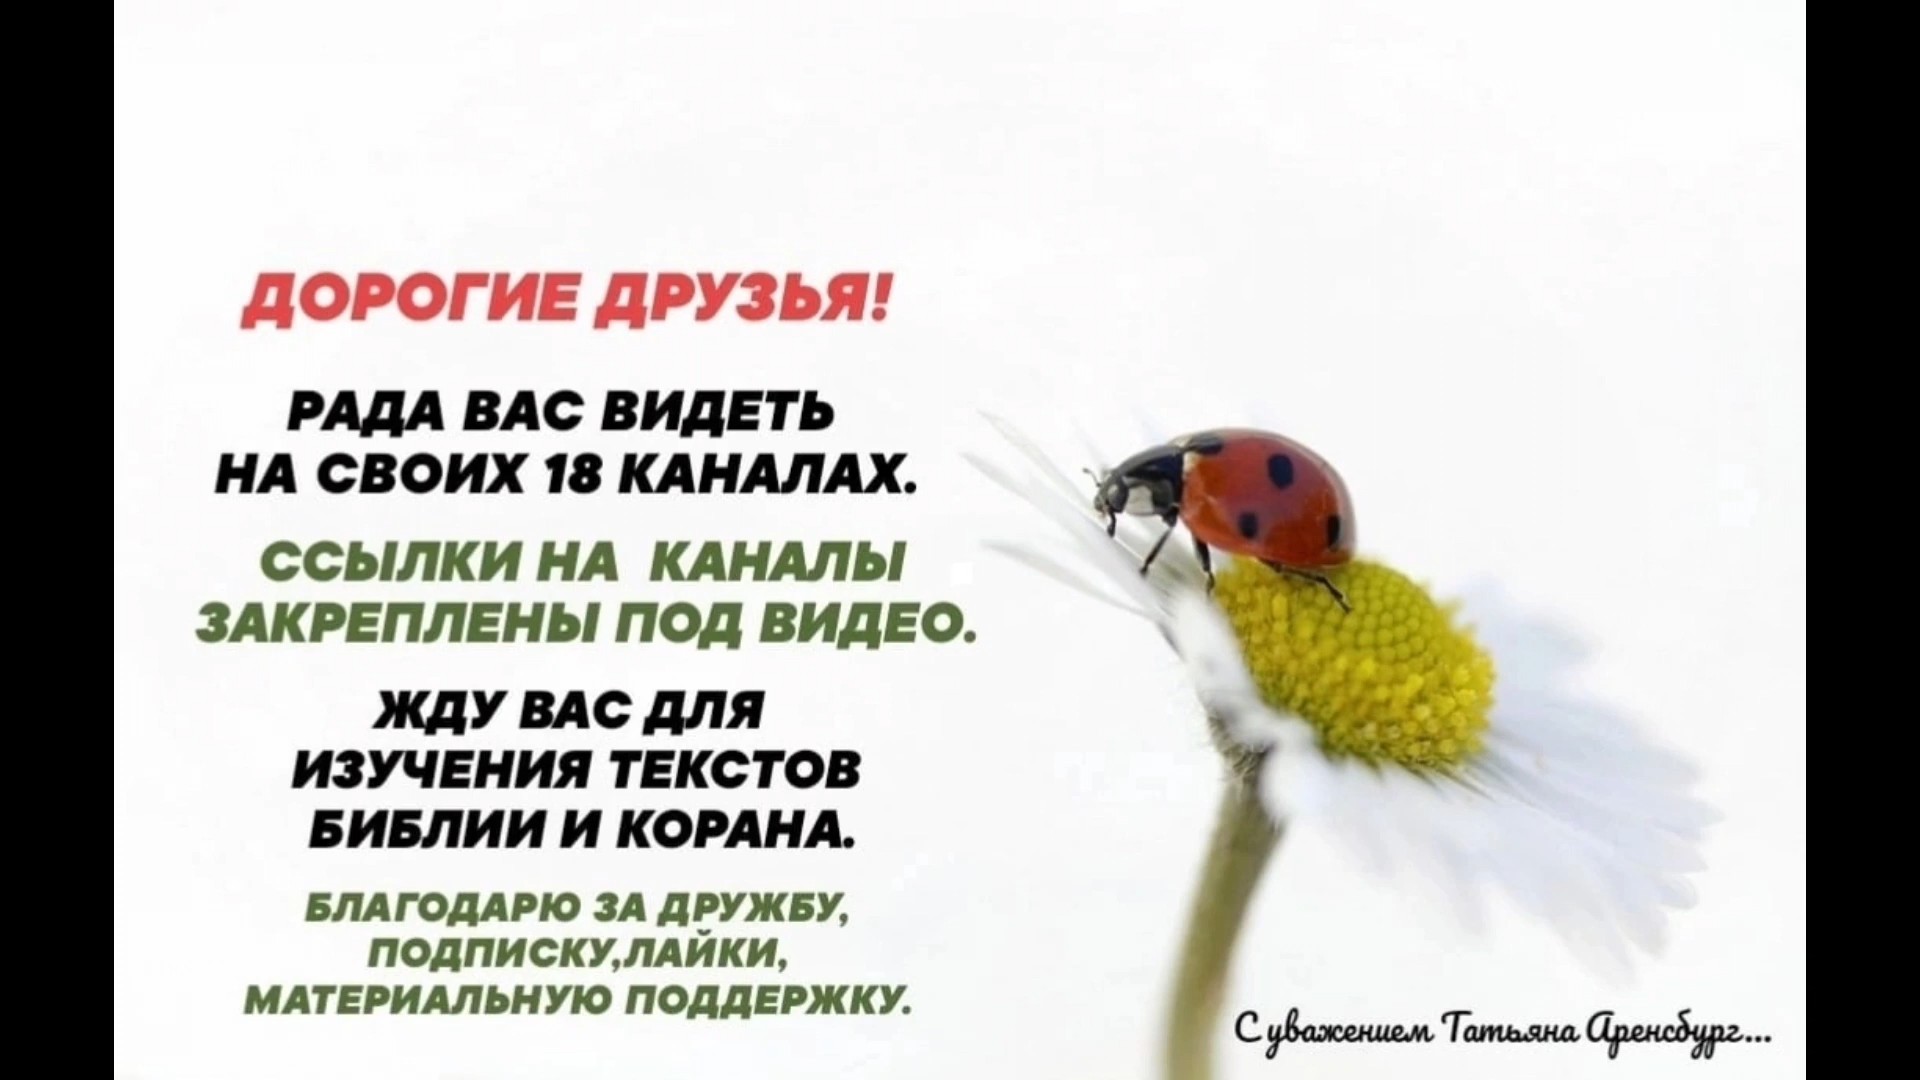 ДОРОГИЕ ДРУЗЬЯ!
РАДА ВАС ВИДЕТЬ
НА СВОИХ 18 КАНАЛАХ.
ССЫЛКИ НА КАНАЛЫ
ЗАКРЕПЛЕНЫ ПОД ВИДЕО.
ЖДУ ВАС ДЛЯ
ИЗУЧЕНИЯ ТЕКСТОВ
БИБЛИИ И КОРАНА.
БЛАГОДАРЮ ЗА ДРУЖБУ,
ПОДПИСКУ,ЛАЙКИ,
МАТЕРИАЛЬНУЮ ПОДДЕРЖКУ.
С уважением Татьяна Аренсбург...